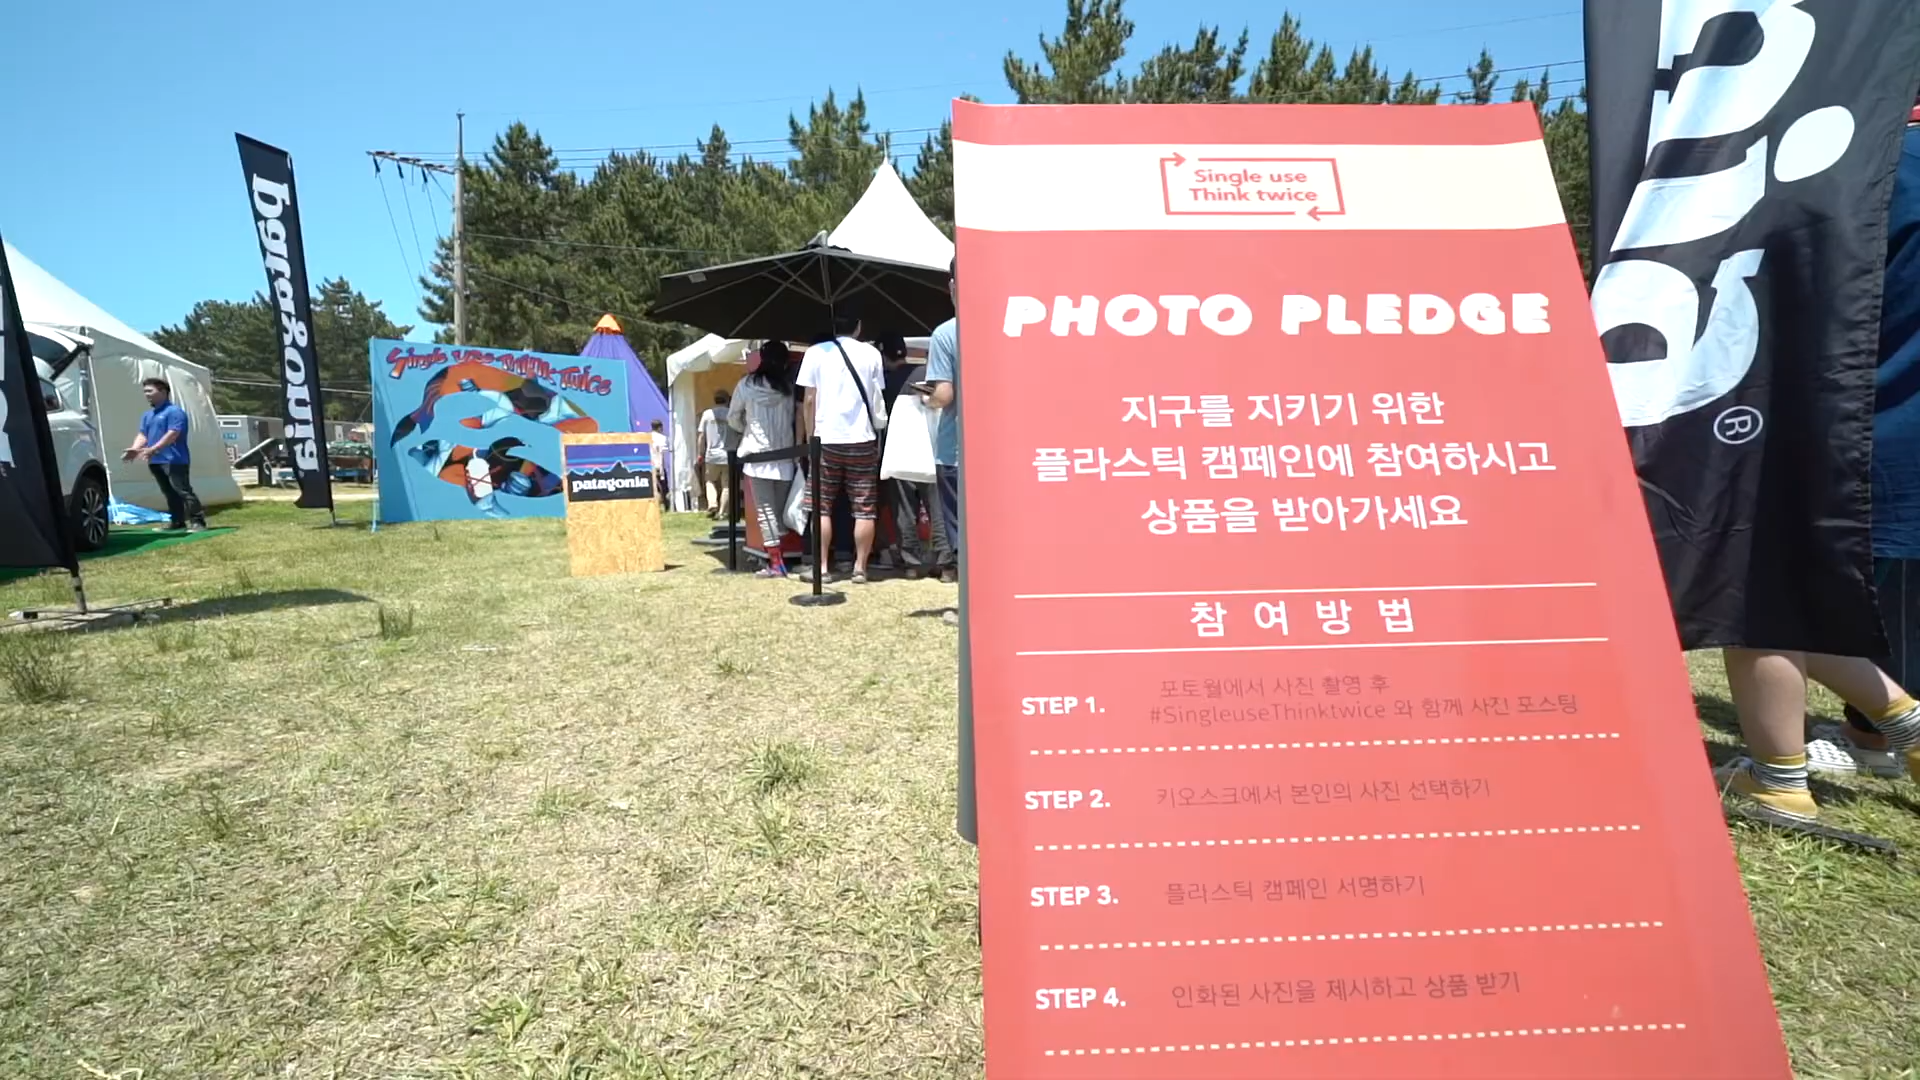 Single use
Think twice
PHOTO PLEDGE
지구를 지키기 위한
플라스틱 캠페인에 참여하시고
상품을 받아가세요
참여방법
STEP 1.
포토월에서 사진 촬영 후
#SingleuseThinktwice 와 함께 사진 포스팅
STEP 2.
키오스크에서 본인의 사진 선택하기
STEP 3.
플라스틱 캠페인 서명하기
STEP 4.
인화된 사진을 제시하고 상품 받기
patagonia
Single use Think Twice
patagonia
®